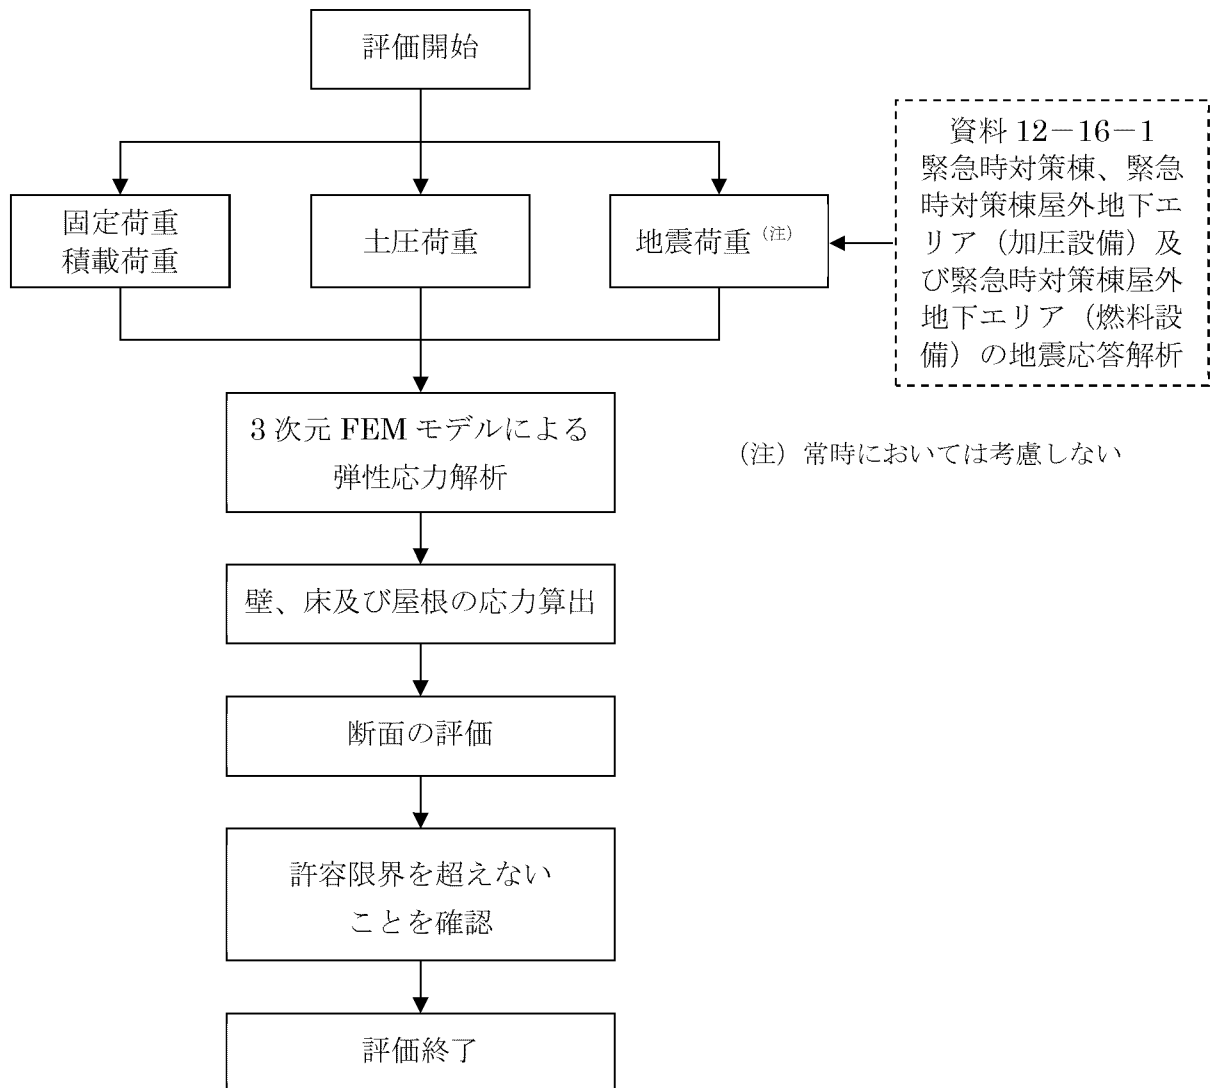 評価開始
資料 12-16-1
緊急時対策棟、緊急
時対策棟屋外地下エ
リア（加圧設備）及
び緊急時対策棟屋外
地下エリア（燃料設
備）の地震応答解析
固定荷重
積載荷重
土圧荷重
地震荷重（注）
3 次元 FEM モデルによる
弾性応力解析
（注）常時においては考慮しない
壁、床及び屋根の応力算出
断面の評価
許容限界を超えない
ことを確認
評価終了